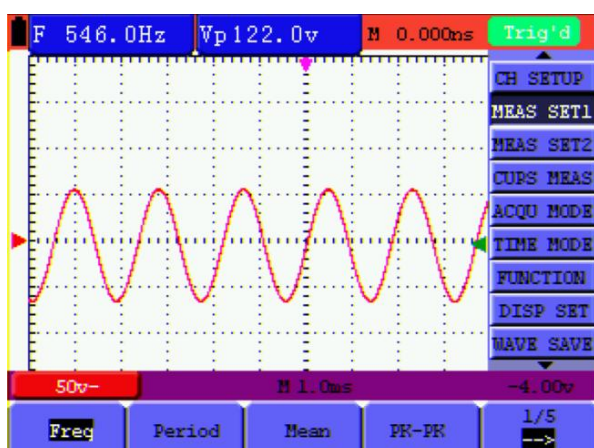 F 546.0Hz Vp122.0v M 0.000ns Trig'd
CH SETUP
MEAS SET1
MEAS SET2
CUPS MEAS
ACQU MODE
TIME MODE
FUNCTION
DISP SET
WAVE SAVE
50v~ M 1.0ms -4.00v
Freq Period Mean PK-PK 1/5
-->